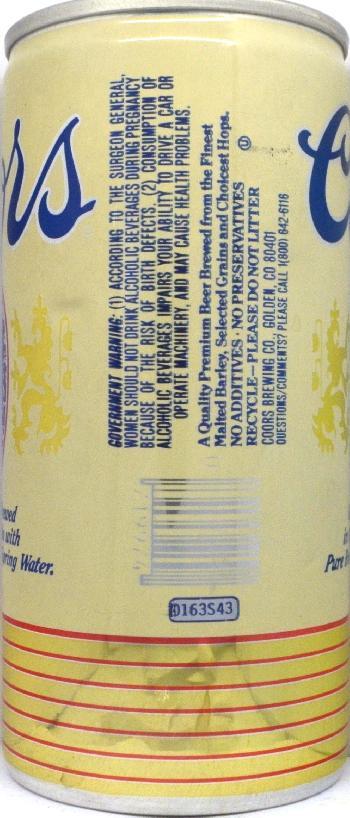 rs
C
GOVERNMENT WARNING: (1) ACCORDING TO THE SURGEON GENERAL,
WOMEN SHOULD NOT DRINK ALCOHOLIC BEVERAGES DURING PREGNANCY
BECAUSE OF THE RISK OF BIRTH DEFECTS. (2) CONSUMPTION OF
ALCOHOLIC BEVERAGES IMPAIRS YOUR ABILITY TO DRIVE A CAR OR
OPERATE MACHINERY, AND MAY CAUSE HEALTH PROBLEMS.
A Quality Premium Beer Brewed from the Finest
Malted Barley, Selected Grains and Choicest Hops.
NO ADDITIVES · NO PRESERVATIVES
RECYCLE—PLEASE DO NOT LITTER
COORS BREWING CO., GOLDEN, CO 80401
QUESTIONS/COMMENTS? PLEASE CALL 1(800) 642-6116
with
ring Water.
Pure
D163S43